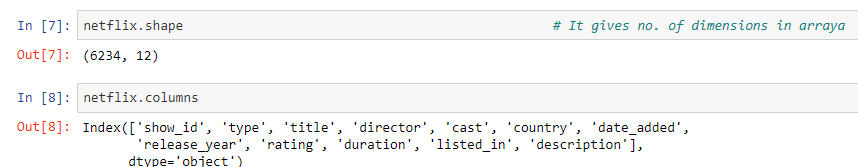 In [7]: netflix.shape # It gives no. of dimensions in arraya
Out[7]: (6234, 12)
In [8]: netflix.columns
Out[8]: Index(['show_id', 'type', 'title', 'director', 'cast', 'country', 'date_added',
'release_year', 'rating', 'duration', 'listed_in', 'description'],
dtype='object')